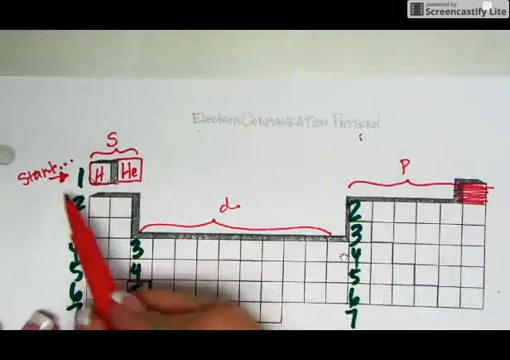 powered by
Screencastify Lite
Electron Configuration Pattern
S
Start...
1 H He
P
2
2
d
3
4 3 4
5 4 5
6 6
7 7